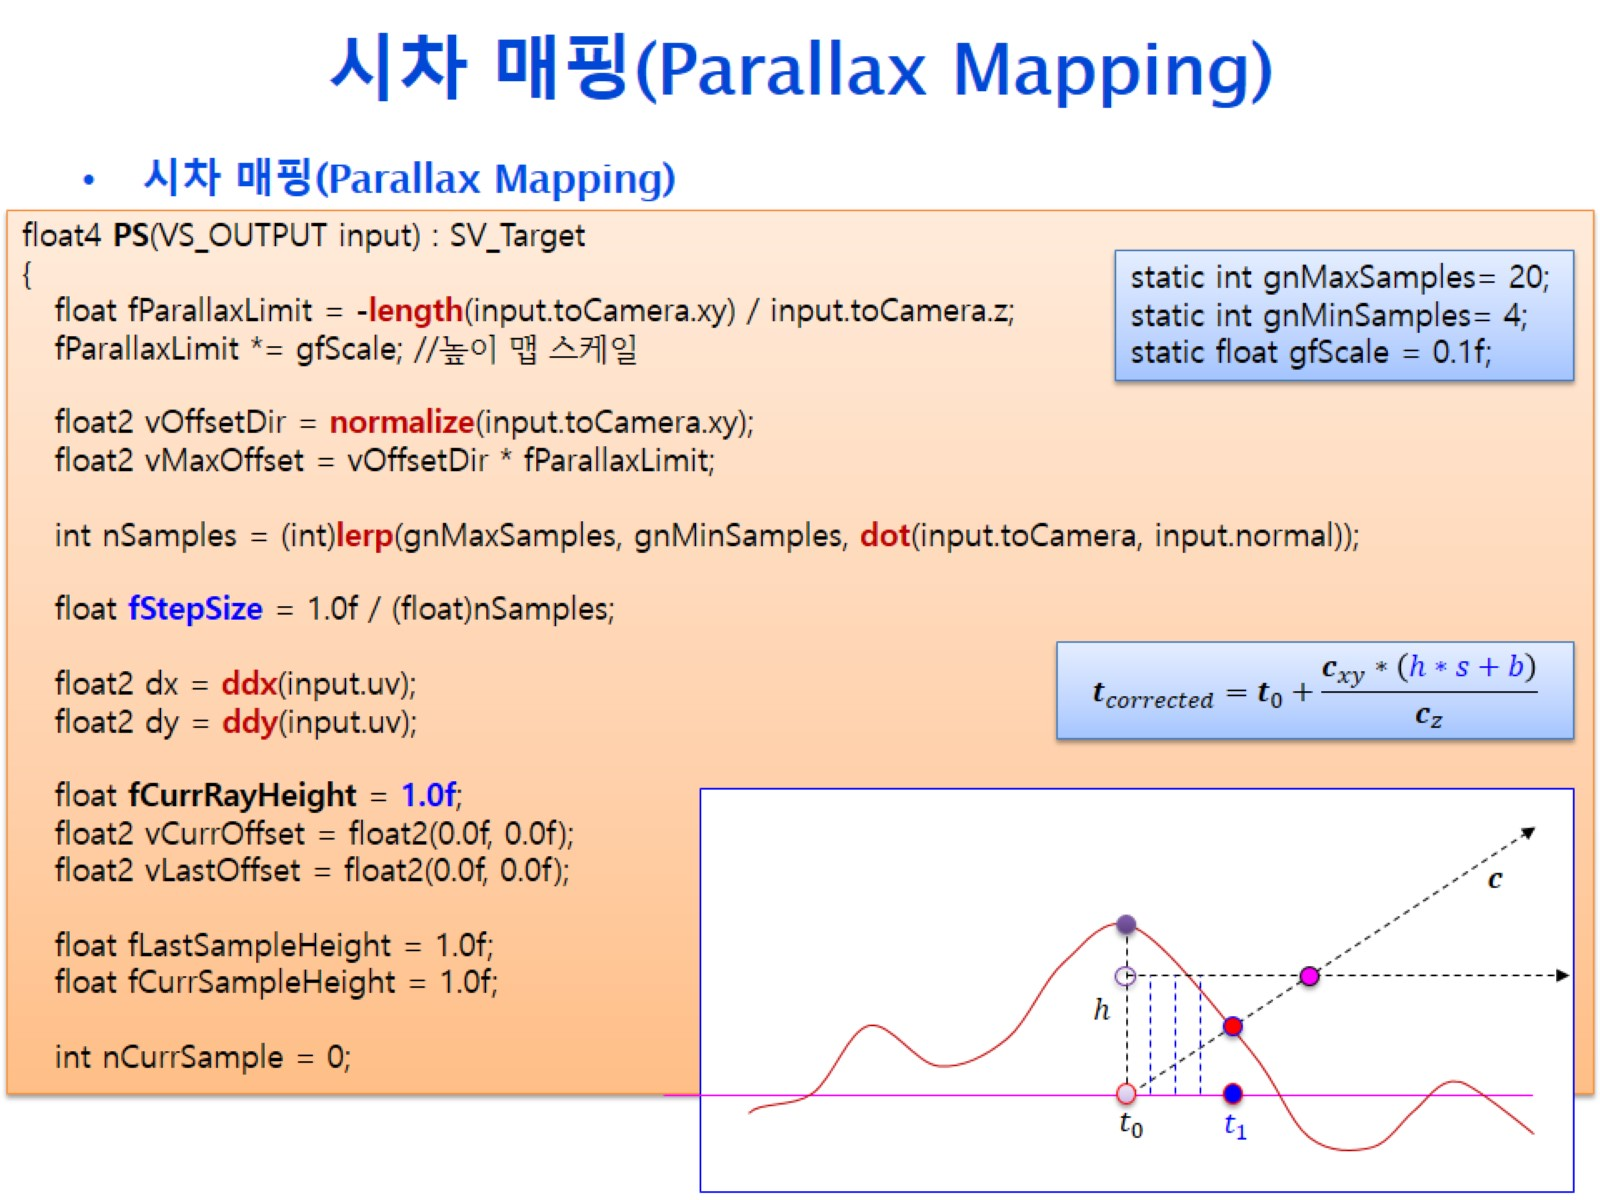 시차 매핑(Parallax Mapping)
• 시차 매핑(Parallax Mapping)
float4 PS(VS_OUTPUT input) : SV_Target
{
float fParallaxLimit = -length(input.toCamera.xy) / input.toCamera.z;
fParallaxLimit *= gfScale; //높이 맵 스케일
static int gnMaxSamples= 20;
static int gnMinSamples= 4;
static float gfScale = 0.1f;
float2 vOffsetDir = normalize(input.toCamera.xy);
float2 vMaxOffset = vOffsetDir * fParallaxLimit;
int nSamples = (int)lerp(gnMaxSamples, gnMinSamples, dot(input.toCamera, input.normal));
float fStepSize = 1.0f / (float)nSamples;
float2 dx = ddx(input.uv);
float2 dy = ddy(input.uv);
t_corrected = t_0 + c_xy * (h * s + b) / c_z
float fCurrRayHeight = 1.0f;
float2 vCurrOffset = float2(0.0f, 0.0f);
float2 vLastOffset = float2(0.0f, 0.0f);
float fLastSampleHeight = 1.0f;
float fCurrSampleHeight = 1.0f;
int nCurrSample = 0;
c
h
t_0 t_1